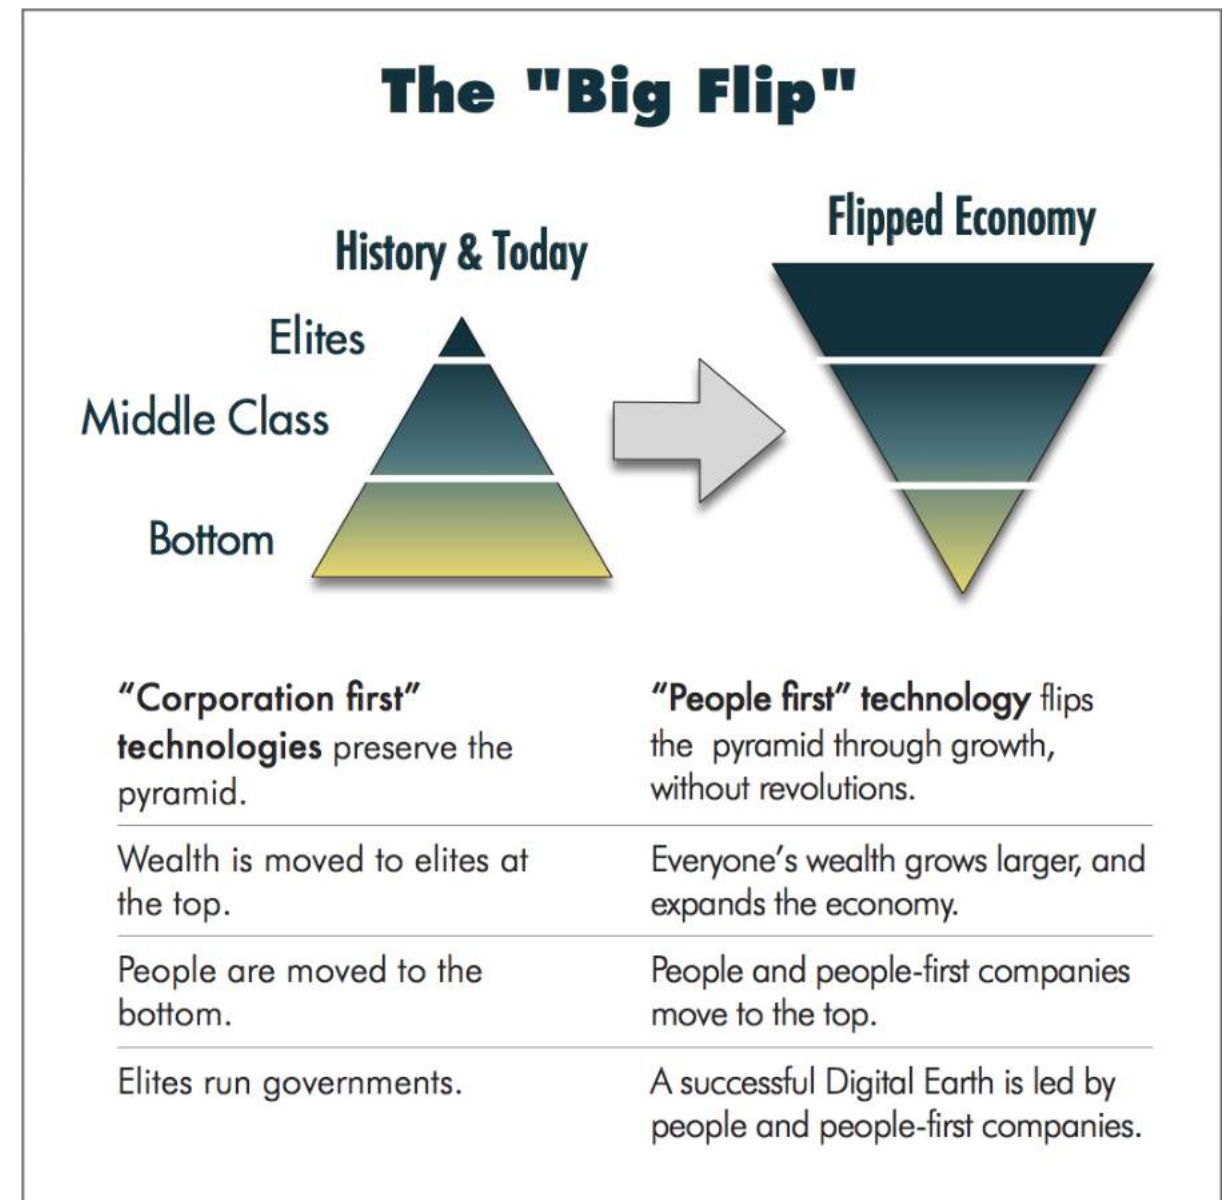 The "Big Flip"
History & Today
Flipped Economy
Elites
Middle Class
Bottom
“Corporation first”
technologies preserve the
pyramid.
“People first” technology flips
the pyramid through growth,
without revolutions.
Wealth is moved to elites at
the top.
Everyone’s wealth grows larger, and
expands the economy.
People are moved to the
bottom.
People and people-first companies
move to the top.
Elites run governments.
A successful Digital Earth is led by
people and people-first companies.